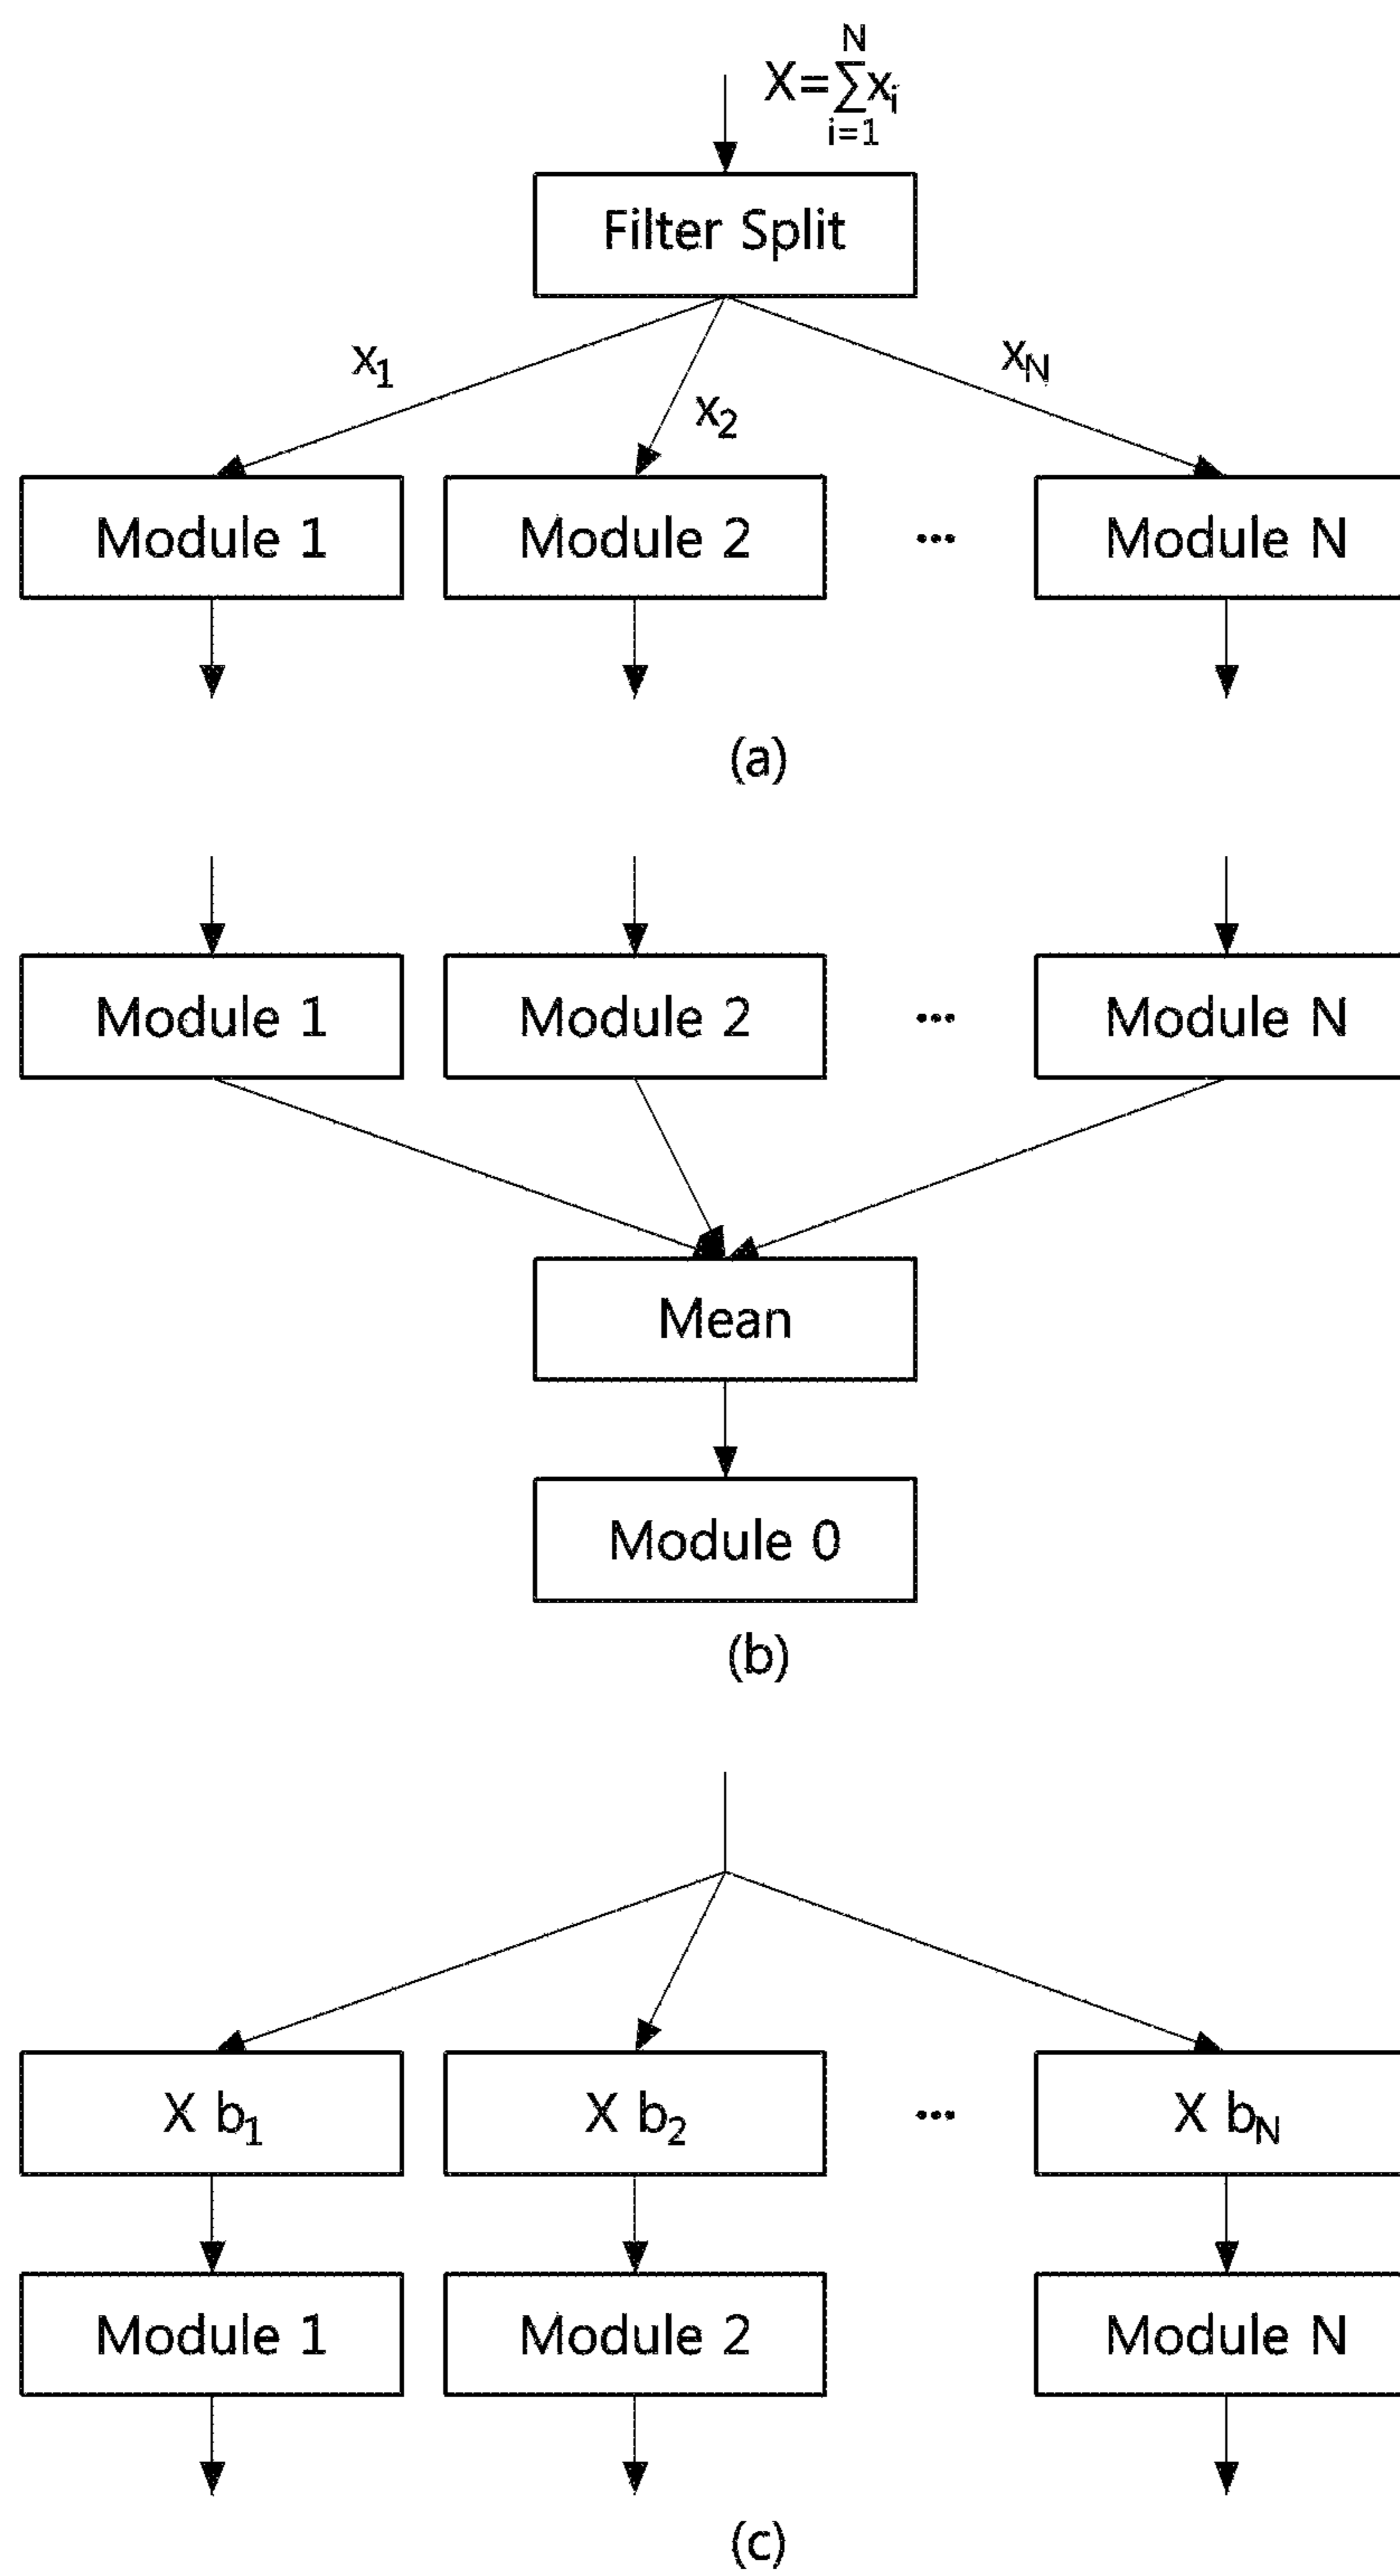 N
X=∑xi
i=1
Filter Split
x1
xN
x2
Module 1 Module 2 ... Module N
(a)
Module 1 Module 2 ... Module N
Mean
Module 0
(b)
X b1 X b2 ... X bN
Module 1 Module 2 Module N
(c)